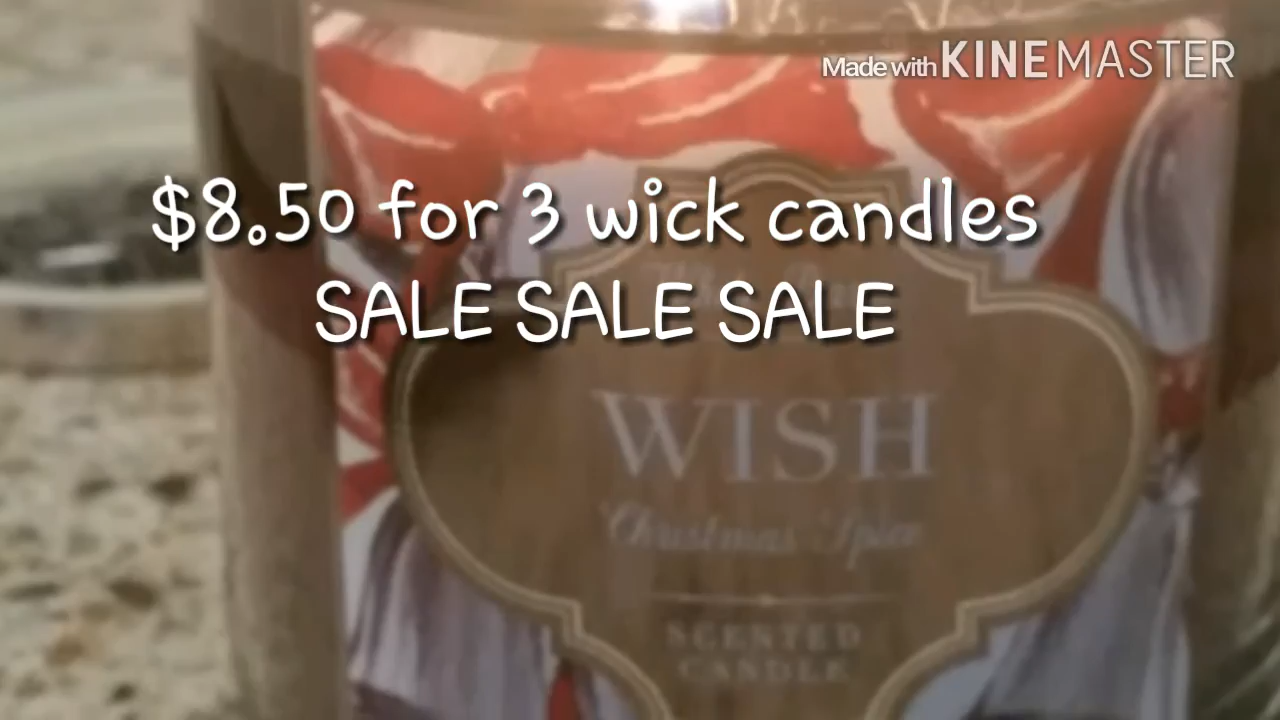 Made with KINEMASTER
$8.50 for 3 wick candles
SALE SALE SALE
WISH
Christmas Spice
SCENTED
CANDLE